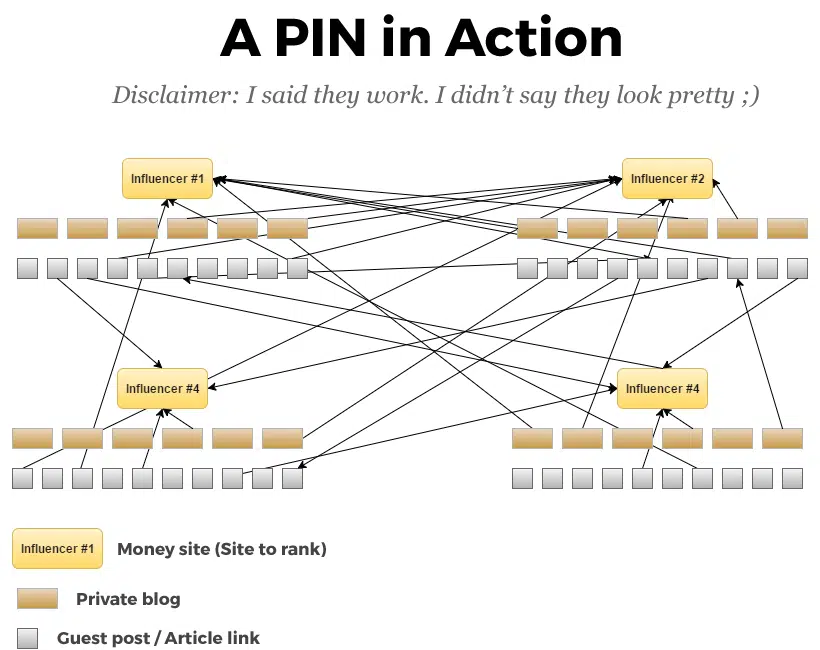 A PIN in Action
Disclaimer: I said they work. I didn't say they look pretty ;)
Influencer #1
Influencer #2
Influencer #4
Influencer #4
Influencer #1
Money site (Site to rank)
Private blog
Guest post / Article link